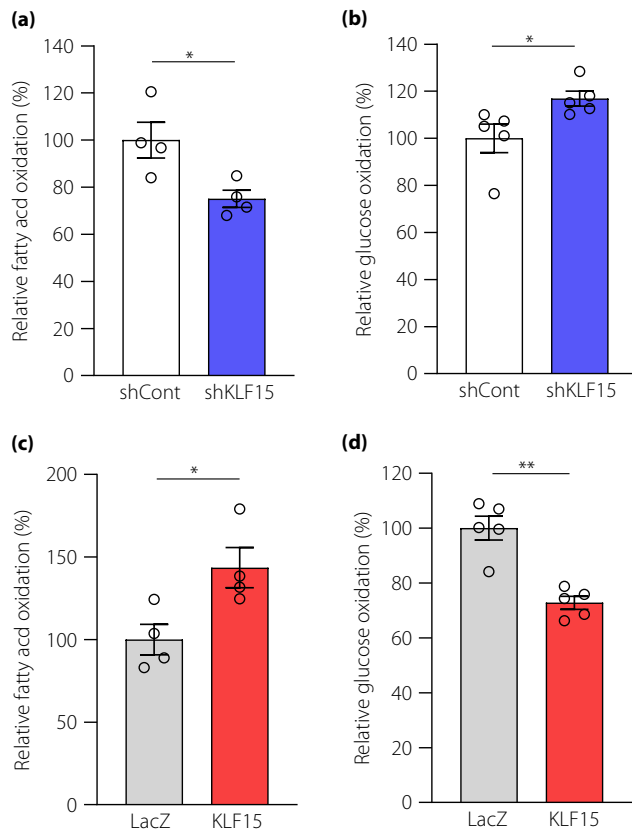 (a)
*
Relative fatty acd oxidation (%)
140
120
100
80
60
40
20
0
shCont shKLF15
(b)
*
Relative glucose oxidation (%)
140
120
100
80
60
40
20
0
shCont shKLF15
(c)
*
Relative fatty acd oxidation (%)
200
150
100
50
0
LacZ KLF15
(d)
**
Relative glucose oxidation (%)
120
100
80
60
40
20
0
LacZ KLF15